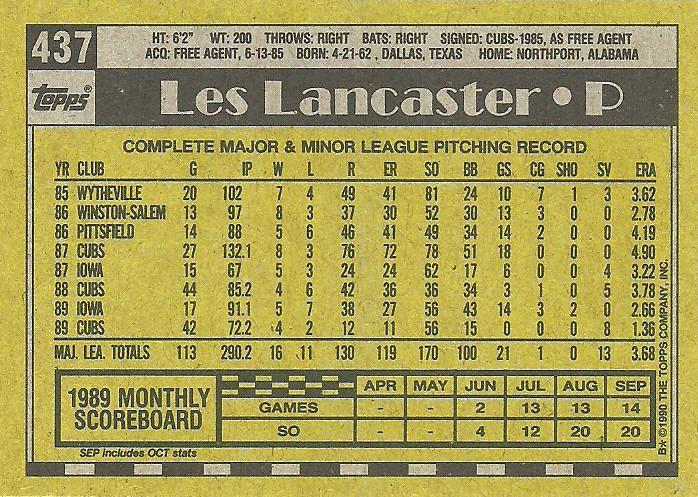 437
HT: 6'2" WT: 200 THROWS: RIGHT BATS: RIGHT SIGNED: CUBS-1985, AS FREE AGENT
ACQ: FREE AGENT, 6-13-85 BORN: 4-21-62 , DALLAS, TEXAS HOME: NORTHPORT, ALABAMA
TOPPS®
LES LANCASTER • P
COMPLETE MAJOR & MINOR LEAGUE PITCHING RECORD
YR CLUB G IP W L R ER SO BB GS CG SHO SV ERA
85 WYTHEVILLE 20 102 7 4 49 41 81 24 10 7 1 3 3.62
86 WINSTON-SALEM 13 97 8 3 37 30 52 30 13 3 0 0 2.78
86 PITTSFIELD 14 88 5 6 46 41 49 34 14 2 0 0 4.19
87 CUBS 27 132.1 8 3 76 72 78 51 18 0 0 0 4.90
87 IOWA 15 67 5 3 24 24 62 17 6 0 0 4 3.22
88 CUBS 44 85.2 4 6 42 36 36 34 3 1 0 5 3.78
89 IOWA 17 91.1 5 7 38 27 56 43 14 3 2 0 2.66
89 CUBS 42 72.2 4 2 12 11 56 15 0 0 0 8 1.36
MAJ. LEA. TOTALS 113 290.2 16 11 130 119 170 100 21 1 0 13 3.68
1989 MONTHLY SCOREBOARD
APR MAY JUN JUL AUG SEP
GAMES - - 2 13 13 14
SO - - 4 12 20 20
SEP includes OCT stats
B* © 1990 THE TOPPS COMPANY, INC.